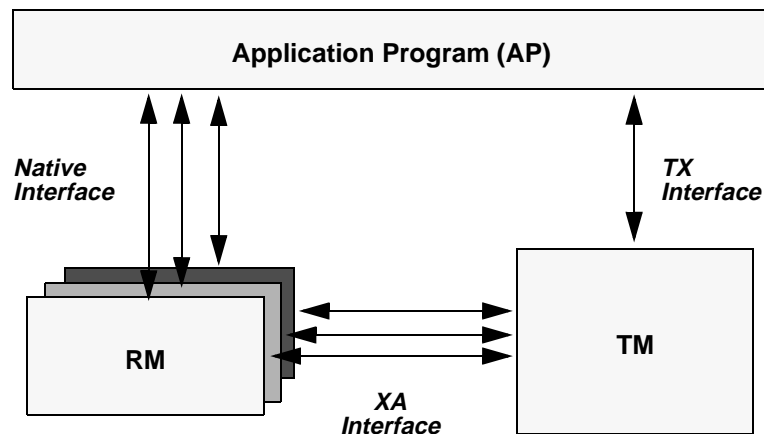 Application Program (AP)
Native
Interface
TX
Interface
RM
TM
XA
Interface